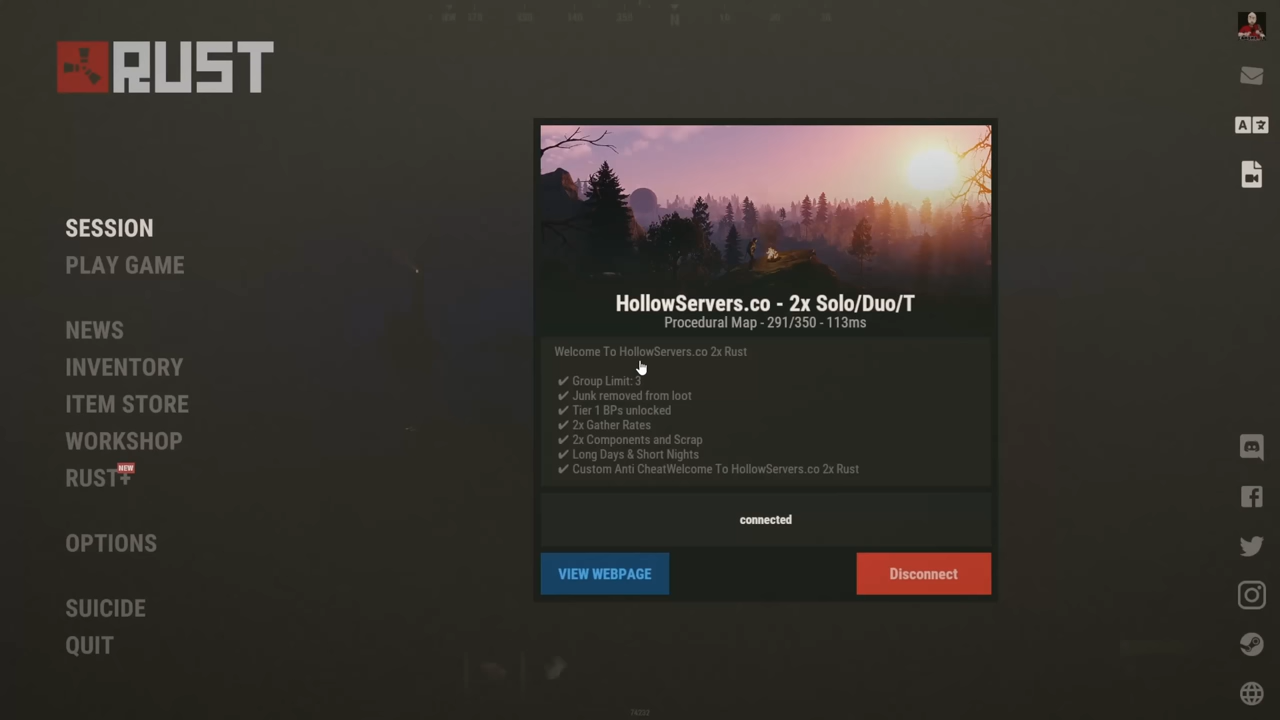 RUST
SESSION
PLAY GAME
NEWS
INVENTORY
ITEM STORE
WORKSHOP
RUST+
NEW
OPTIONS
SUICIDE
QUIT
HollowServers.co - 2x Solo/Duo/T
Procedural Map - 291/350 - 113ms
Welcome To HollowServers.co 2x Rust
✔ Group Limit: 3
✔ Junk removed from loot
✔ Tier 1 BPs unlocked
✔ 2x Gather Rates
✔ 2x Components and Scrap
✔ Long Days & Short Nights
✔ Custom Anti CheatWelcome To HollowServers.co 2x Rust
connected
VIEW WEBPAGE
Disconnect
A